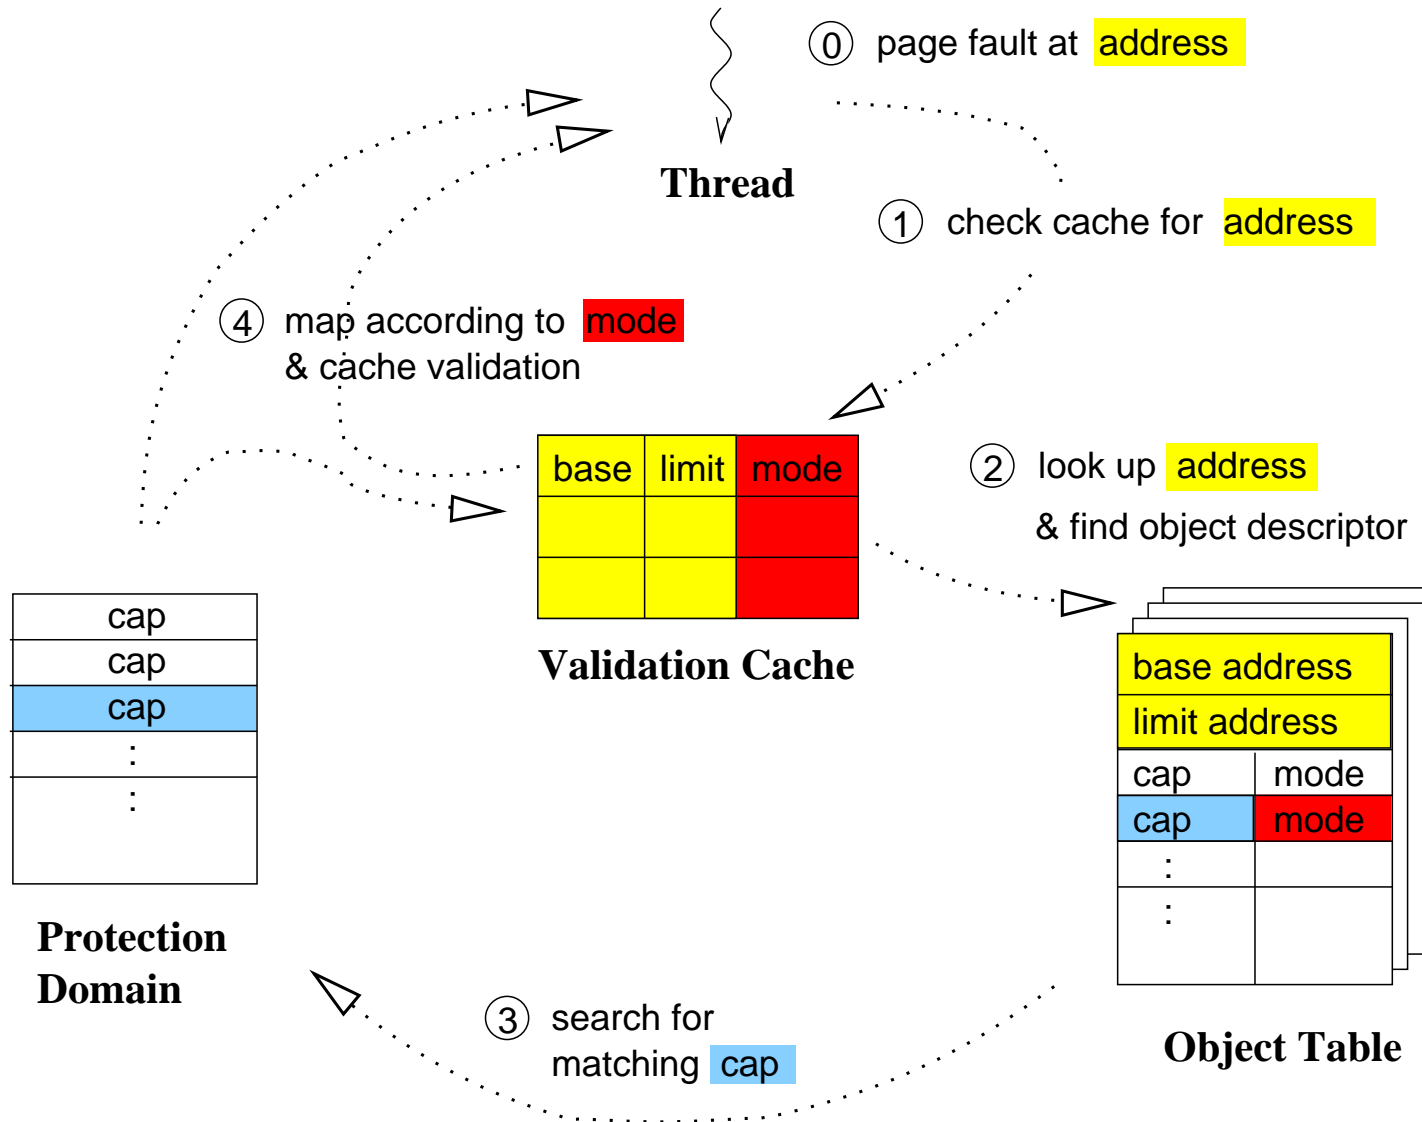 0 page fault at address
Thread
1 check cache for address
4 map according to mode
& cache validation
base limit mode
2 look up address
& find object descriptor
Validation Cache
cap
cap
cap
:
:
Protection
Domain
base address
limit address
cap mode
cap mode
:
:
Object Table
3 search for
matching cap